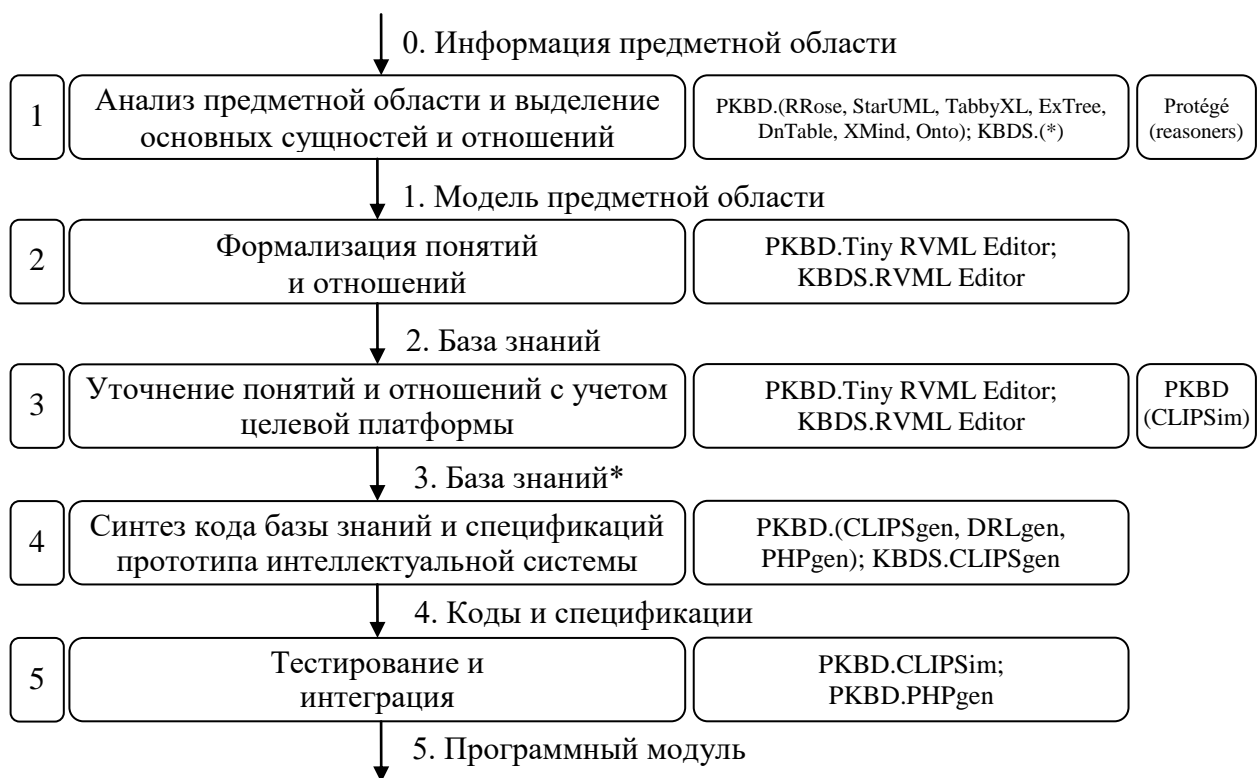 0. Информация предметной области
1
Анализ предметной области и выделение
основных сущностей и отношений
PKBD.(RRose, StarUML, TabbyXL, ExTree,
DnTable, XMind, Onto); KBDS.(*)
Protégé
(reasoners)
1. Модель предметной области
2
Формализация понятий
и отношений
PKBD.Tiny RVML Editor;
KBDS.RVML Editor
2. База знаний
3
Уточнение понятий и отношений с учетом
целевой платформы
PKBD.Tiny RVML Editor;
KBDS.RVML Editor
PKBD
(CLIPSim)
3. База знаний*
4
Синтез кода базы знаний и спецификаций
прототипа интеллектуальной системы
PKBD.(CLIPSgen, DRLgen,
PHPgen); KBDS.CLIPSgen
4. Коды и спецификации
5
Тестирование и
интеграция
PKBD.CLIPSim;
PKBD.PHPgen
5. Программный модуль